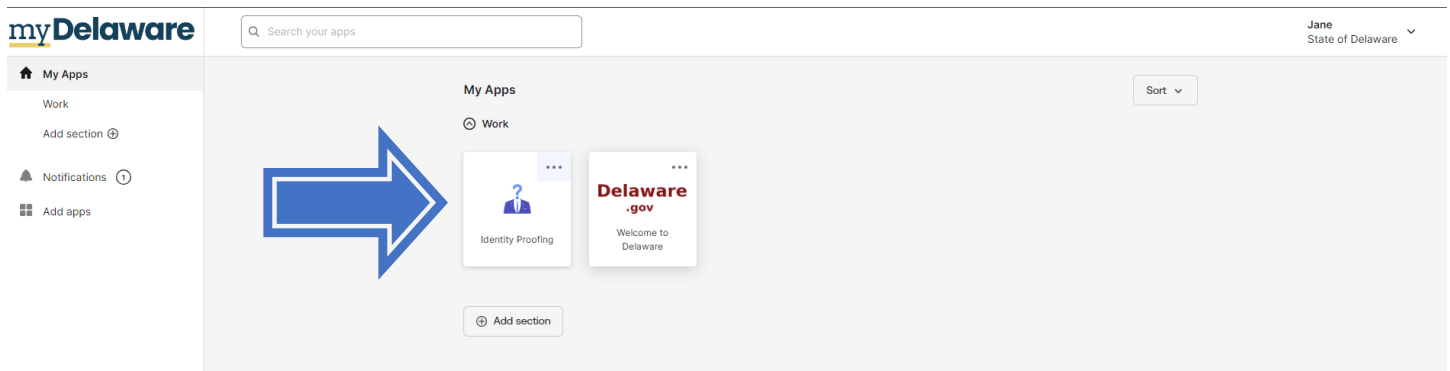 myDelaware
Search your apps
Jane
State of Delaware
My Apps
Work
Add section
Notifications 1
Add apps
My Apps
Sort
Work
?
Identity Proofing
Delaware
.gov
Welcome to
Delaware
Add section